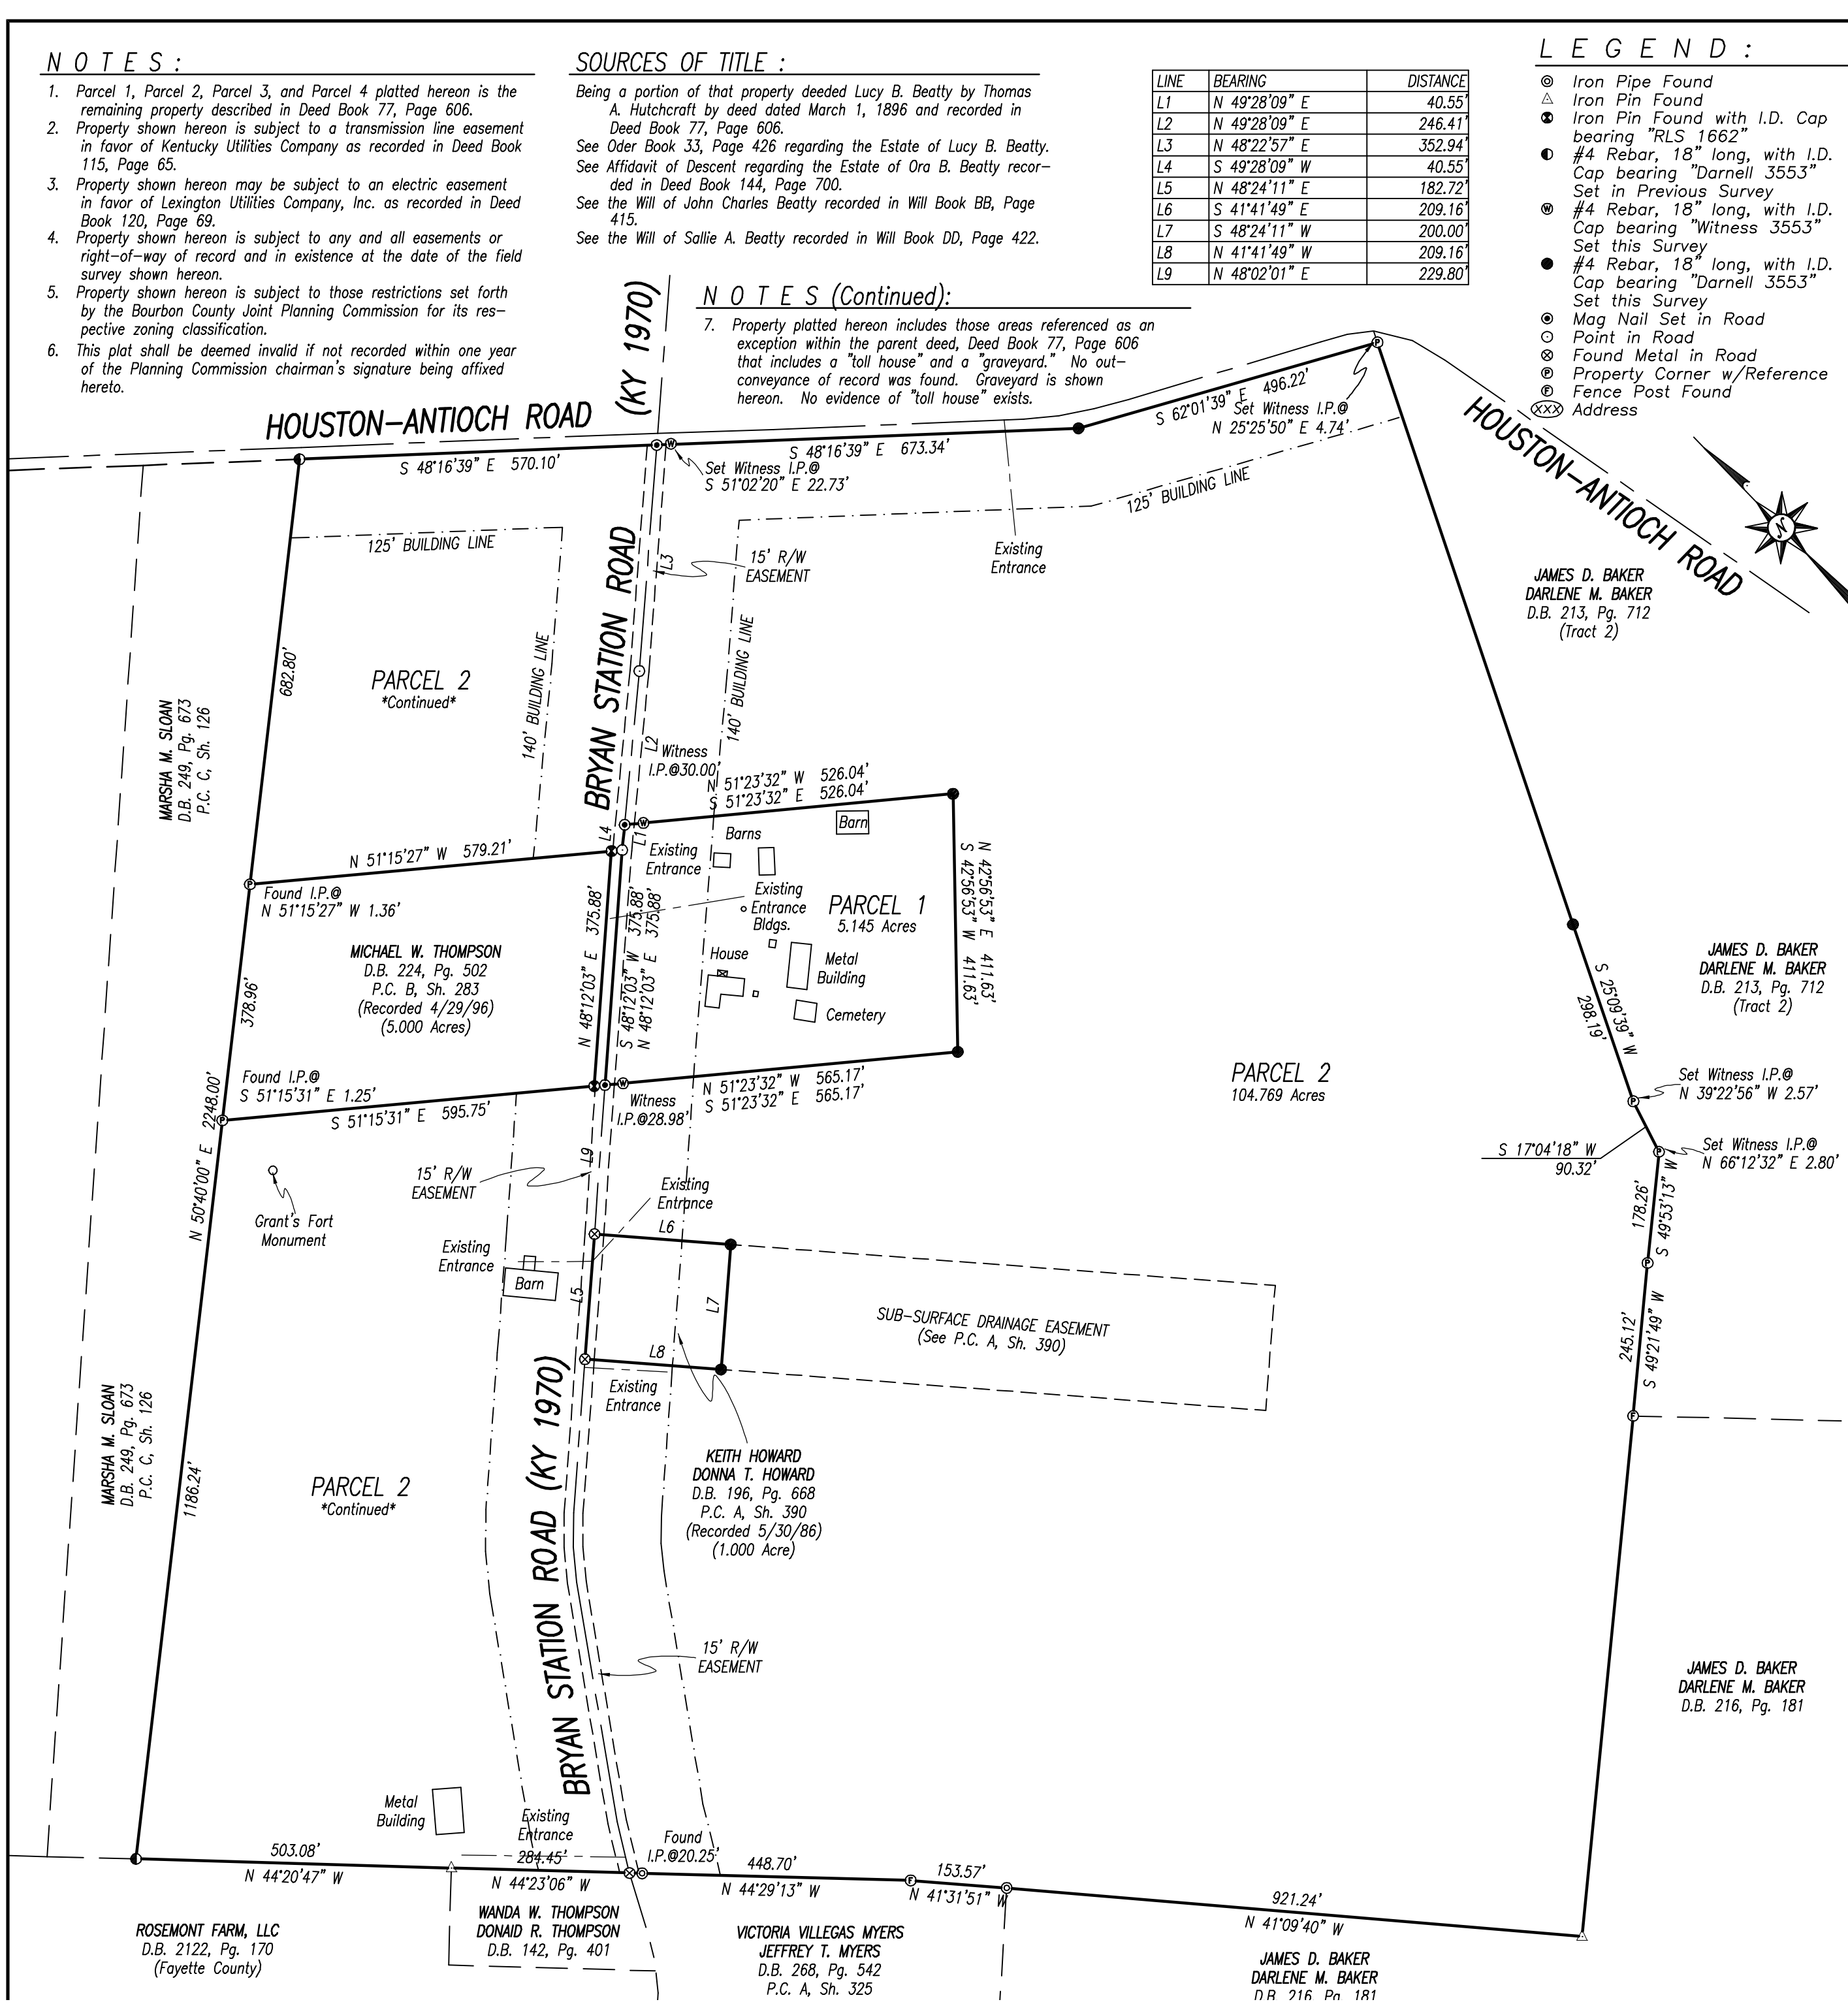 N O T E S :
1. Parcel 1, Parcel 2, Parcel 3, and Parcel 4 platted hereon is the
remaining property described in Deed Book 77, Page 606.
2. Property shown hereon is subject to a transmission line easement
in favor of Kentucky Utilities Company as recorded in Deed Book
115, Page 65.
3. Property shown hereon may be subject to an electric easement
in favor of Lexington Utilities Company, Inc. as recorded in Deed
Book 120, Page 69.
4. Property shown hereon is subject to any and all easements or
right-of-way of record and in existence at the date of the field
survey shown hereon.
5. Property shown hereon is subject to those restrictions set forth
by the Bourbon County Joint Planning Commission for its res-
pective zoning classification.
6. This plat shall be deemed invalid if not recorded within one year
of the Planning Commission chairman's signature being affixed
hereto.
SOURCES OF TITLE :
Being a portion of that property deeded Lucy B. Beatty by Thomas
A. Hutchcraft by deed dated March 1, 1896 and recorded in
Deed Book 77, Page 606.
See Oder Book 33, Page 426 regarding the Estate of Lucy B. Beatty.
See Affidavit of Descent regarding the Estate of Ora B. Beatty recor-
ded in Deed Book 144, Page 700.
See the Will of John Charles Beatty recorded in Will Book BB, Page
415.
See the Will of Sallie A. Beatty recorded in Will Book DD, Page 422.
N O T E S (Continued):
7. Property platted hereon includes those areas referenced as an
exception within the parent deed, Deed Book 77, Page 606
that includes a "toll house" and a "graveyard." No out-
conveyance of record was found. Graveyard is shown
hereon. No evidence of "toll house" exists.
LINE BEARING DISTANCE
L1 N 49°28'09" E 40.55'
L2 N 49°28'09" E 246.41'
L3 N 48°22'57" E 352.94'
L4 S 49°28'09" W 40.55'
L5 N 48°24'11" E 182.72'
L6 S 41°41'49" E 209.16'
L7 S 48°24'11" W 200.00'
L8 N 41°41'49" W 209.16'
L9 N 48°02'01" E 229.80'
L E G E N D :
Iron Pipe Found
Iron Pin Found
Iron Pin Found with I.D. Cap
bearing "RLS 1662"
#4 Rebar, 18" long, with I.D.
Cap bearing "Darnell 3553"
Set in Previous Survey
W #4 Rebar, 18" long, with I.D.
Cap bearing "Witness 3553"
Set this Survey
#4 Rebar, 18" long, with I.D.
Cap bearing "Darnell 3553"
Set this Survey
Mag Nail Set in Road
Point in Road
Found Metal in Road
P Property Corner w/Reference
F Fence Post Found
XXX Address
HOUSTON-ANTIOCH ROAD
(KY 1970)
S 48°16'39" E 570.10'
Set Witness I.P.@
S 51°02'20" E 22.73'
S 48°16'39" E 673.34'
S 62°01'39" E 496.22'
Set Witness I.P.@
N 25°25'50" E 4.74'
HOUSTON-ANTIOCH ROAD
N
125' BUILDING LINE
125' BUILDING LINE
Existing
Entrance
15' R/W
EASEMENT
L3
BRYAN STATION ROAD
140' BUILDING LINE
140' BUILDING LINE
682.80'
PARCEL 2
*Continued*
MARSHA M. SLOAN
D.B. 249, Pg. 673
P.C. C, Sh. 126
JAMES D. BAKER
DARLENE M. BAKER
D.B. 213, Pg. 712
(Tract 2)
L2
Witness
I.P.@30.00'
N 51°23'32" W 526.04'
S 51°23'32" E 526.04'
L4
L1
N 51°15'27" W 579.21'
Found I.P.@
N 51°15'27" W 1.36'
Existing
Entrance
Barns
Barn
Existing
Entrance
Bldgs.
PARCEL 1
5.145 Acres
N 42°56'53" E 411.63'
S 42°56'53" W 411.63'
House
Metal
Building
Cemetery
MICHAEL W. THOMPSON
D.B. 224, Pg. 502
P.C. B, Sh. 283
(Recorded 4/29/96)
(5.000 Acres)
378.96'
N 48°12'03" E 375.88'
S 48°12'03" W 375.88'
N 48°12'03" E 375.88'
JAMES D. BAKER
DARLENE M. BAKER
D.B. 213, Pg. 712
(Tract 2)
S 25°09'39" W
298.19'
PARCEL 2
104.769 Acres
Set Witness I.P.@
N 39°22'56" W 2.57'
S 17°04'18" W
90.32'
Set Witness I.P.@
N 66°12'32" E 2.80'
Found I.P.@
S 51°15'31" E 1.25'
S 51°15'31" E 595.75'
Witness
I.P.@28.98'
N 51°23'32" W 565.17'
S 51°23'32" E 565.17'
N 50°40'00" E 2248.00'
Grant's Fort
Monument
15' R/W
EASEMENT
L9
Existing
Entrance
L6
Existing
Entrance
Barn
L5
L7
L8
SUB-SURFACE DRAINAGE EASEMENT
(See P.C. A, Sh. 390)
178.26'
S 49°53'13" W
245.12'
S 49°21'49" W
Existing
Entrance
KEITH HOWARD
DONNA T. HOWARD
D.B. 196, Pg. 668
P.C. A, Sh. 390
(Recorded 5/30/86)
(1.000 Acre)
MARSHA M. SLOAN
D.B. 249, Pg. 673
P.C. C, Sh. 126
1186.24'
PARCEL 2
*Continued*
BRYAN STATION ROAD (KY 1970)
15' R/W
EASEMENT
JAMES D. BAKER
DARLENE M. BAKER
D.B. 216, Pg. 181
Metal
Building
Existing
Entrance
503.08'
N 44°20'47" W
284.45'
N 44°23'06" W
Found
I.P.@20.25'
448.70'
N 44°29'13" W
153.57'
N 41°31'51" W
921.24'
N 41°09'40" W
ROSEMONT FARM, LLC
D.B. 2122, Pg. 170
(Fayette County)
WANDA W. THOMPSON
DONAID R. THOMPSON
D.B. 142, Pg. 401
VICTORIA VILLEGAS MYERS
JEFFREY T. MYERS
D.B. 268, Pg. 542
P.C. A, Sh. 325
JAMES D. BAKER
DARLENE M. BAKER
D.B. 216, Pg. 181